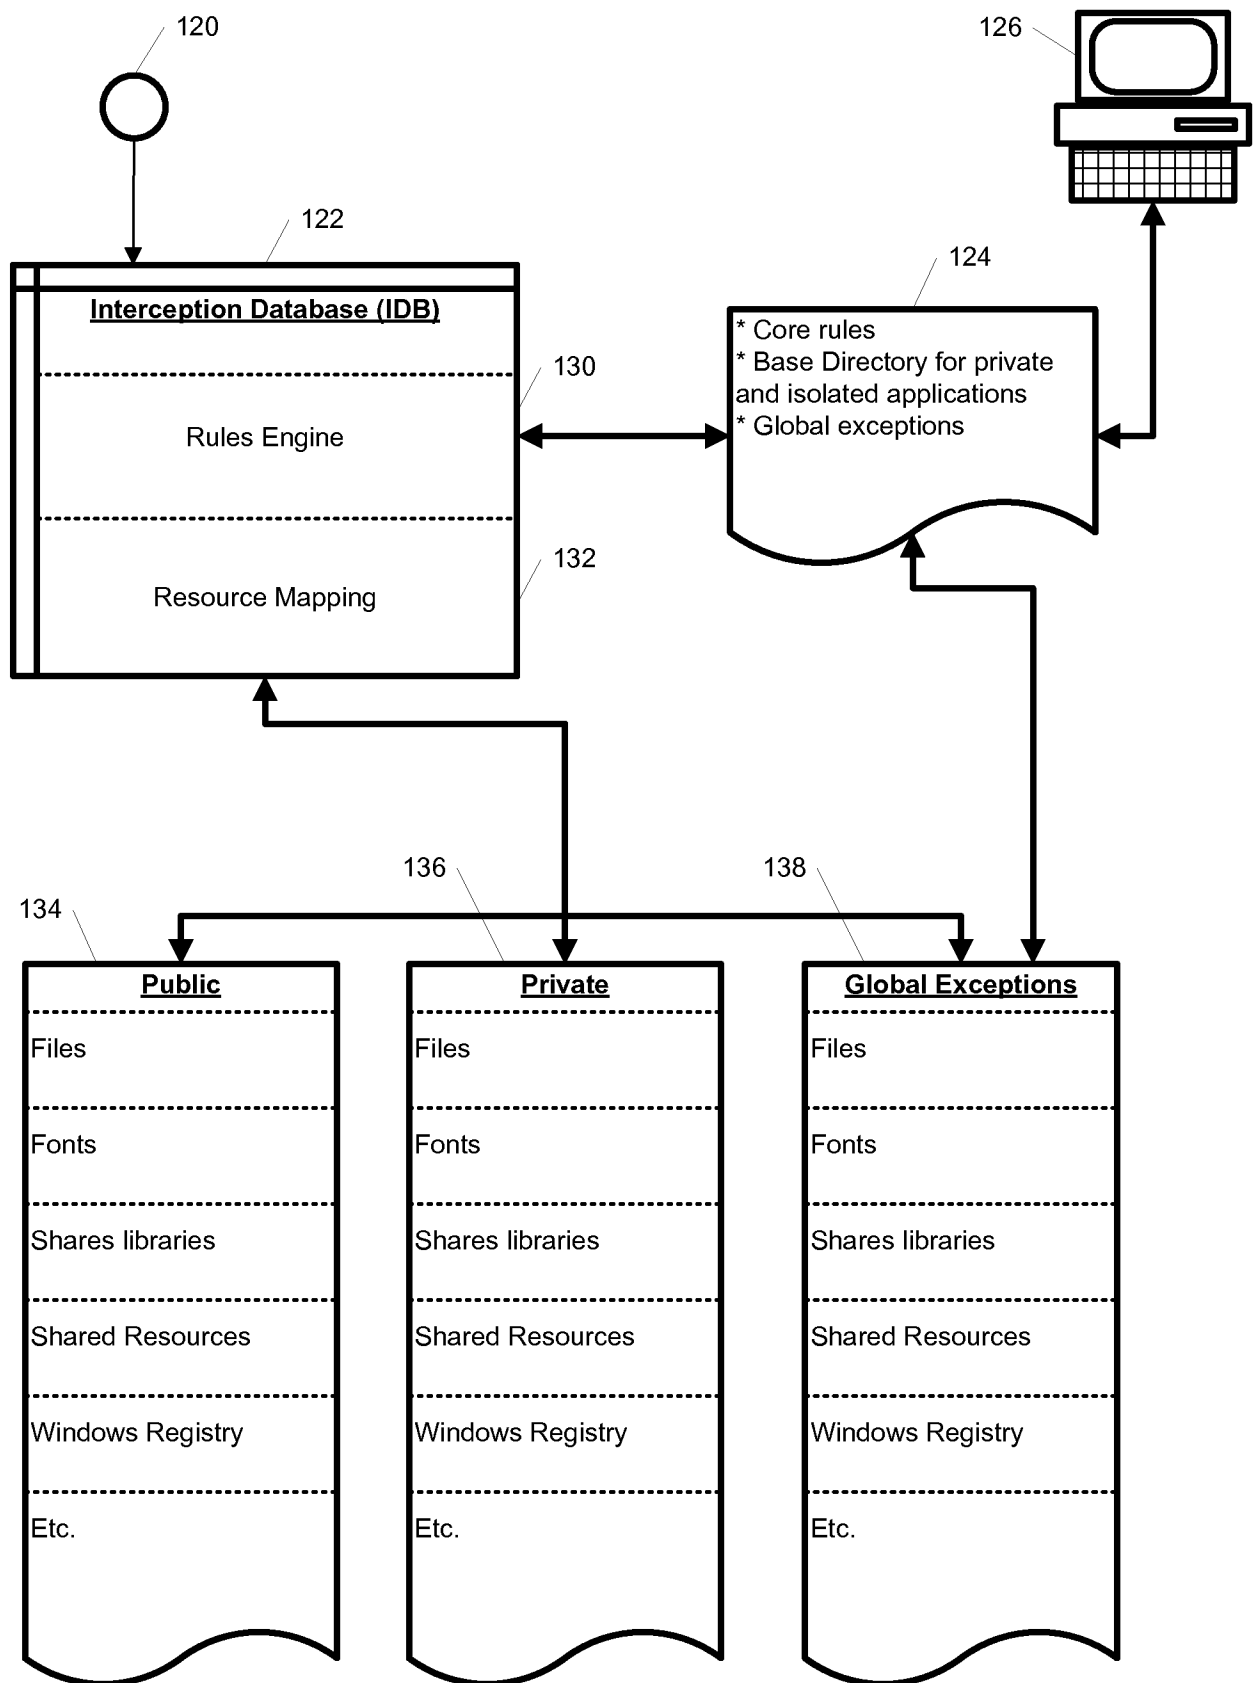 120
126
122
124
Interception Database (IDB)
* Core rules
* Base Directory for private
and isolated applications
* Global exceptions
130
Rules Engine
132
Resource Mapping
134
136
138
Public
Files
Fonts
Shares libraries
Shared Resources
Windows Registry
Etc.
Private
Files
Fonts
Shares libraries
Shared Resources
Windows Registry
Etc.
Global Exceptions
Files
Fonts
Shares libraries
Shared Resources
Windows Registry
Etc.